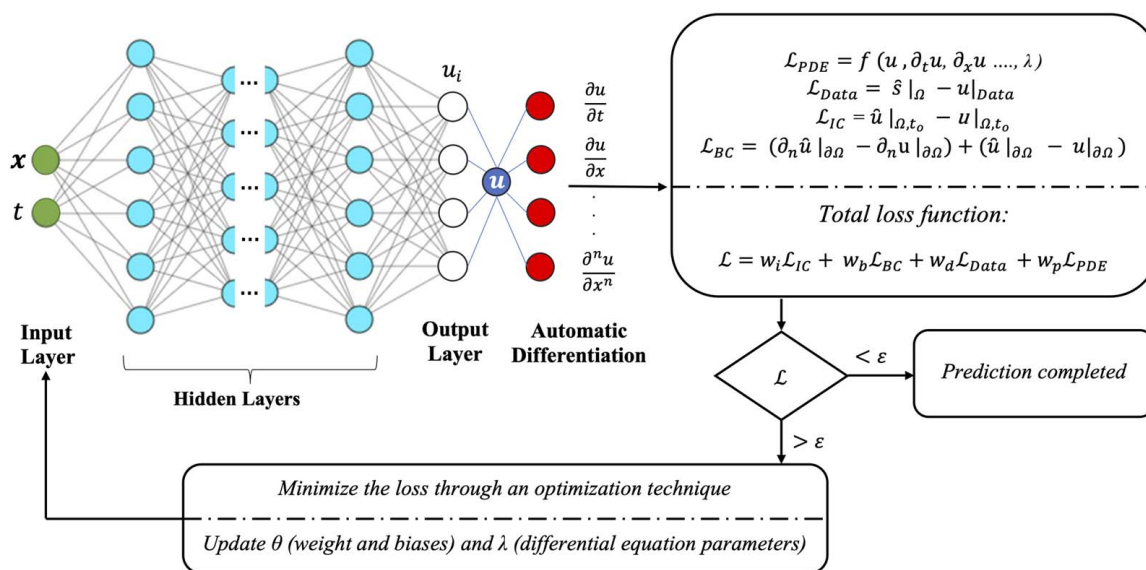 x
t
...
...
...
...
...
u_i
u
∂u/∂t
∂u/∂x
.
.
.
∂ⁿu/∂xⁿ
Input
Layer
Hidden Layers
Output
Layer
Automatic
Differentiation
ℒ_PDE = f (u , ∂_t u, ∂_x u ...., λ)
ℒ_Data = ŝ |_Ω − u|_Data
ℒ_IC = û |_Ω,t_o − u |_Ω,t_o
ℒ_BC = (∂_n û |_∂Ω − ∂_n u |_∂Ω) + (û |_∂Ω − u|_∂Ω )
Total loss function:
ℒ = w_i ℒ_IC + w_b ℒ_BC + w_d ℒ_Data + w_p ℒ_PDE
ℒ
< ε
Prediction completed
> ε
Minimize the loss through an optimization technique
Update θ (weight and biases) and λ (differential equation parameters)